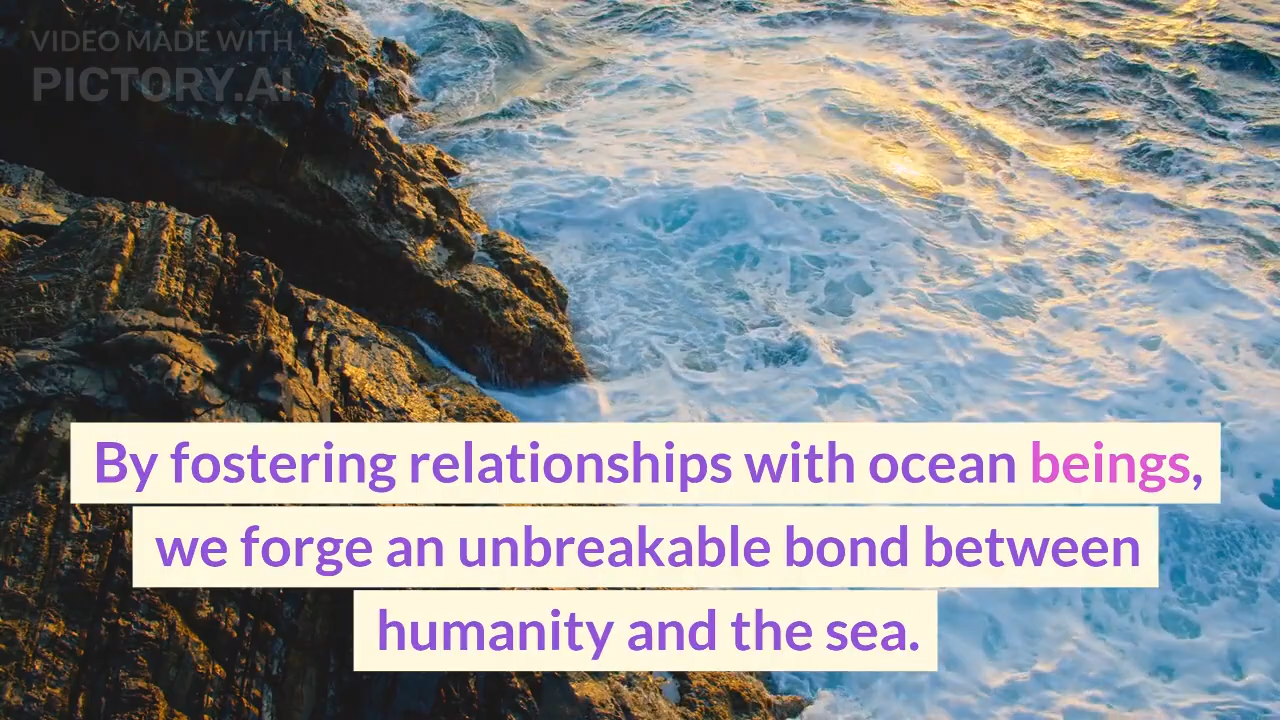 VIDEO MADE WITH
PICTORY.AI
By fostering relationships with ocean beings,
we forge an unbreakable bond between
humanity and the sea.